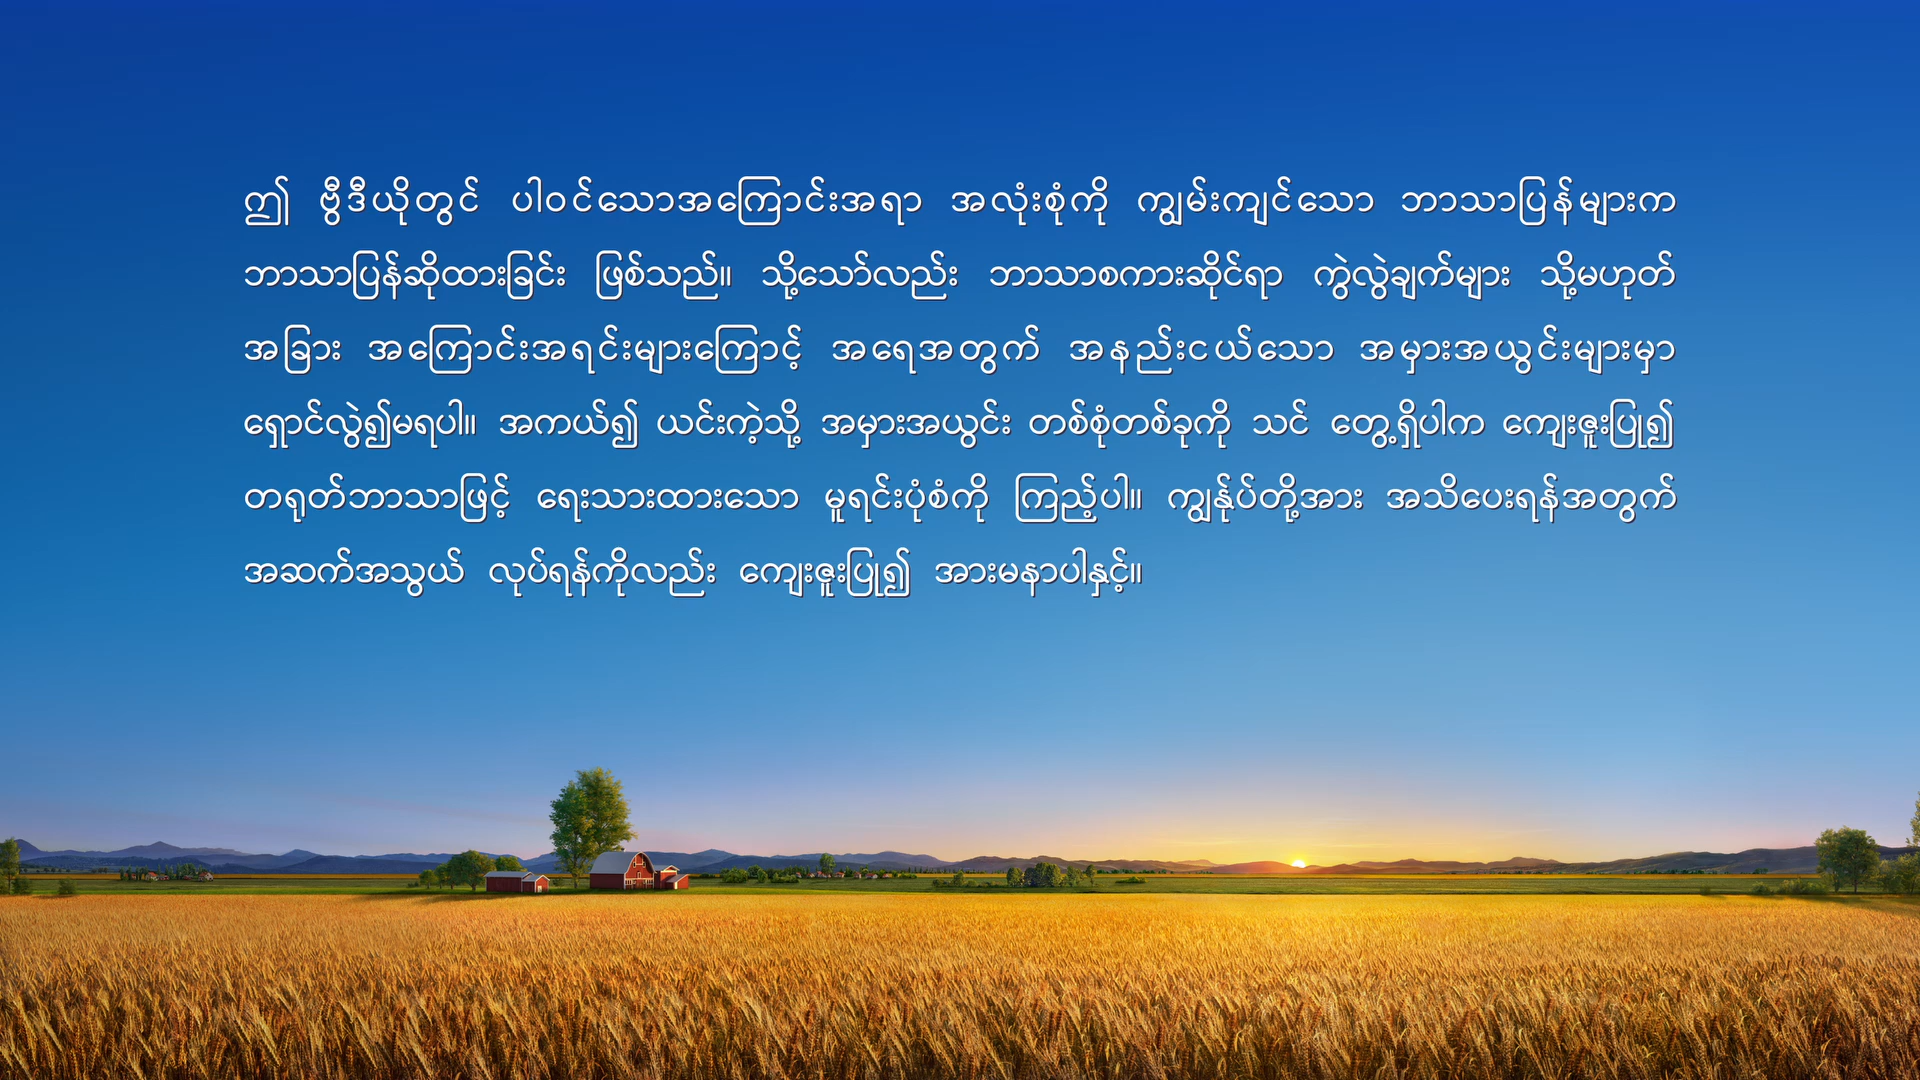 ဤ ဗွီဒီယိုတွင် ပါဝင်သောအကြောင်းအရာ အလုံးစုံကို ကျွမ်းကျင်သော ဘာသာပြန်များက
ဘာသာပြန်ဆိုထားခြင်း ဖြစ်သည်။ သို့သော်လည်း ဘာသာစကားဆိုင်ရာ ကွဲလွဲချက်များ သို့မဟုတ်
အခြား အကြောင်းအရင်းများကြောင့် အရေအတွက် အနည်းငယ်သော အမှားအယွင်းများမှာ
ရှောင်လွှဲ၍မရပါ။ အကယ်၍ ယင်းကဲ့သို့ အမှားအယွင်း တစ်စုံတစ်ခုကို သင် တွေ့ရှိပါက ကျေးဇူးပြု၍
တရုတ်ဘာသာဖြင့် ရေးသားထားသော မူရင်းပုံစံကို ကြည့်ပါ။ ကျွန်ုပ်တို့အား အသိပေးရန်အတွက်
အဆက်အသွယ် လုပ်ရန်ကိုလည်း ကျေးဇူးပြု၍ အားမနာပါနှင့်။